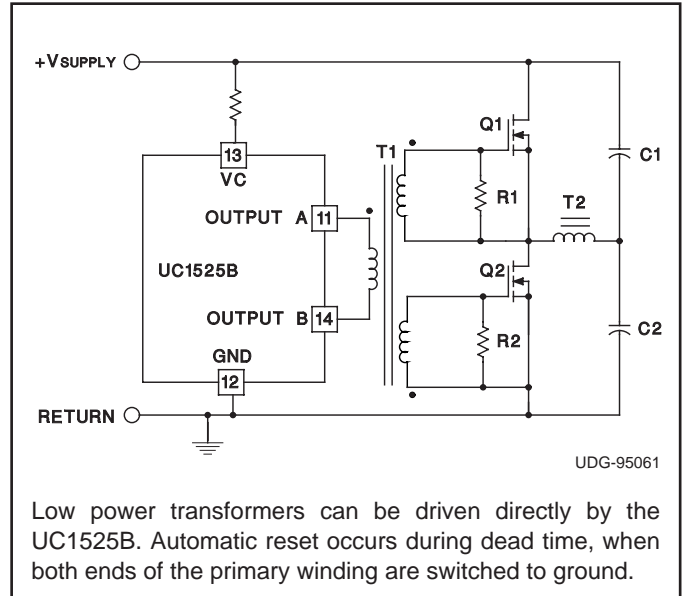 +VSUPPLY
Q1
T1
C1
13
VC
R1
T2
OUTPUT A 11
UC1525B
Q2
OUTPUT B 14
R2
C2
GND
12
RETURN
UDG-95061
Low power transformers can be driven directly by the
UC1525B. Automatic reset occurs during dead time, when
both ends of the primary winding are switched to ground.